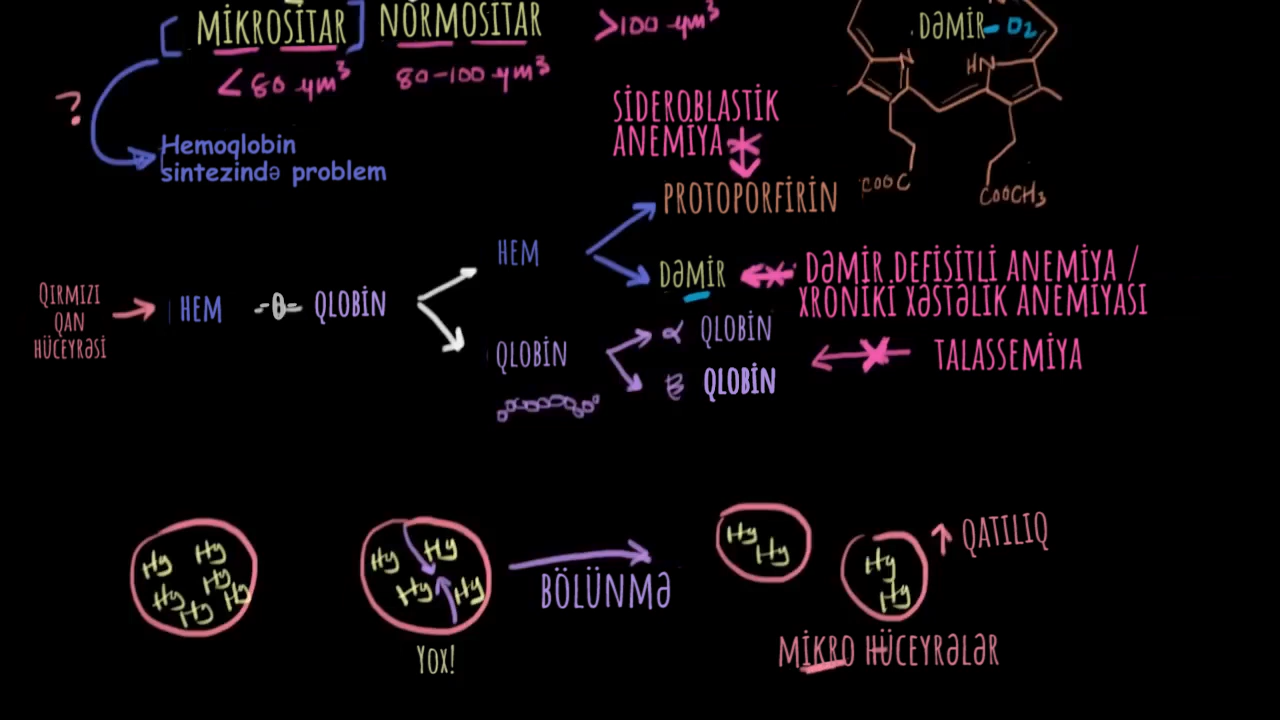 [MİKROSİTAR] NORMOSİTAR
>100 μm³
<80 μm³
80-100 μm³
DƏMİR-O2
N
HN
?
Hemoqlobin
sintezində problem
SİDEROBLASTİK
ANEMİYA
PROTOPORFİRİN
COOC
COOCH3
HEM
DƏMİR
DƏMİR DEFİSİTLİ ANEMİYA /
XRONİKİ XƏSTƏLİK ANEMİYASI
QIRMIZI
QAN
HÜCEYRƏSİ
HEM
QLOBİN
QLOBİN
α QLOBİN
β QLOBİN
TALASSEMİYA
Hg Hg
Hg Hg Hg
Hg
Hg Hg
Hg Hg
YOX!
BÖLÜNMƏ
Hg
Hg
Hg
Hg
↑ QATILIQ
MİKRO HÜCEYRƏLƏR